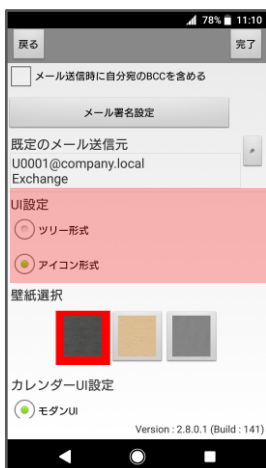 78% 11:10
戻る 完了
メール送信時に自分宛のBCCを含める
メール署名設定
既定のメール送信元
U0001@company.local
Exchange
UI設定
ツリー形式
アイコン形式
壁紙選択
カレンダーUI設定
モダンUI
Version : 2.8.0.1 (Build : 141)